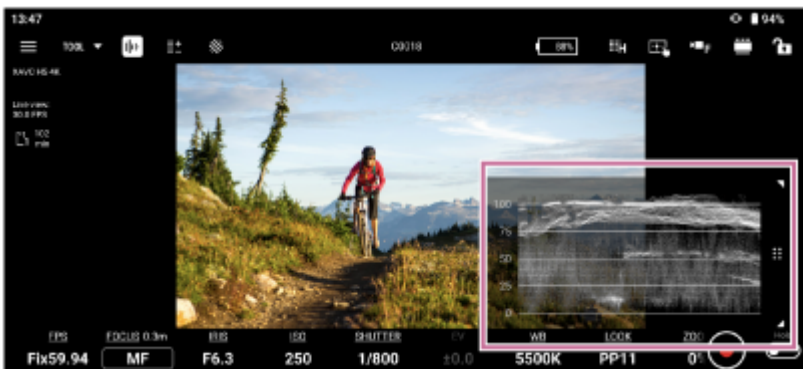 13:47
94%
TOOL
C0018
88%
H
F
XAVC HS 4K
Live view:
30.0 FPS
102
min
100
75
50
25
0
FPS FOCUS 0.3m IRIS ISO SHUTTER EV WB LOOK
Fix59.94 MF F6.3 250 1/800 ±0.0 5500K PP11